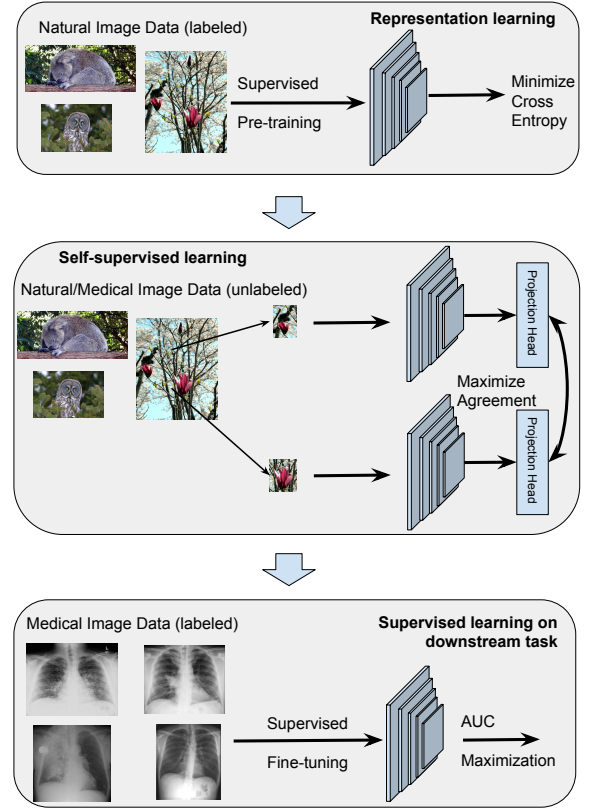 Natural Image Data (labeled)
Representation learning
Supervised
Pre-training
Minimize
Cross
Entropy
Self-supervised learning
Natural/Medical Image Data (unlabeled)
Projection Head
Maximize
Agreement
Projection Head
Medical Image Data (labeled)
Supervised learning on
downstream task
Supervised
Fine-tuning
AUC
Maximization